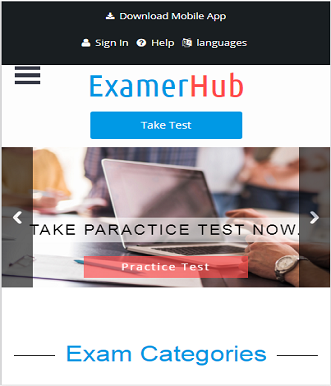 Download Mobile App
Sign In Help languages
ExamerHub
Take Test
TAKE PARACTICE TEST NOW.
Practice Test
Exam Categories